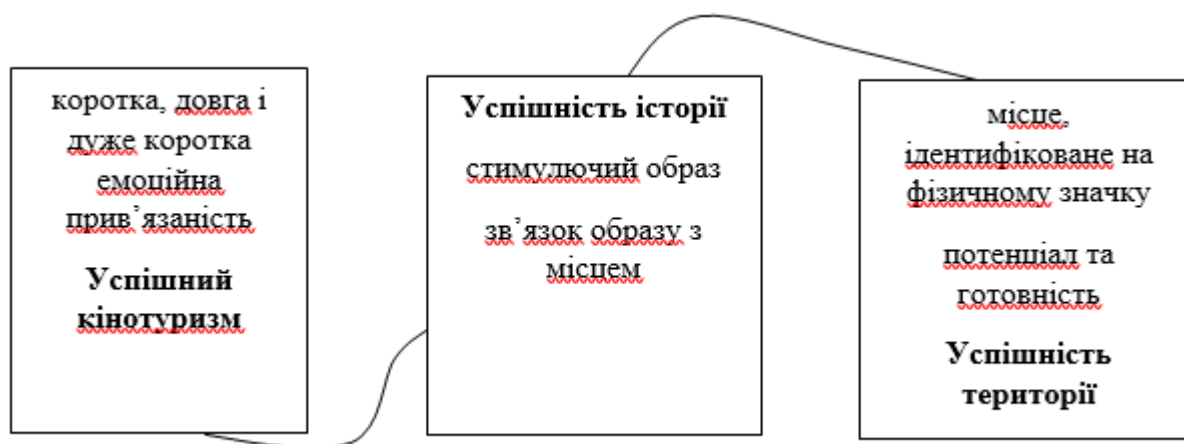 коротка, довга і
дуже коротка
емоційна
прив’язаність
Успішний
кінотуризм
Успішність історії
стимулючий образ
зв’язок образу з
місцем
місце,
ідентифіковане на
фізичному значку
потенціал та
готовність
Успішність
території